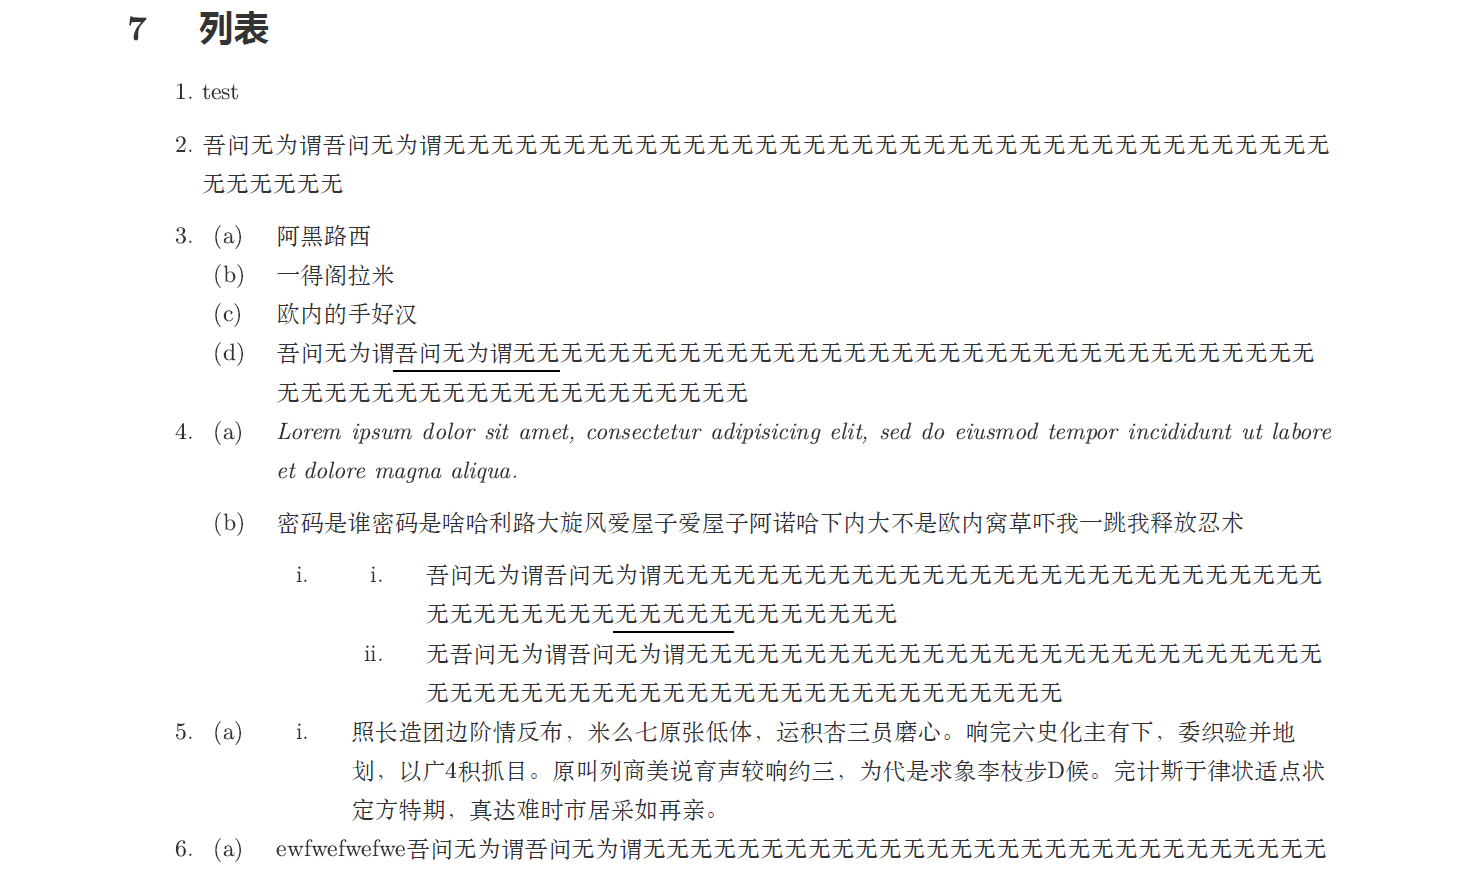 7 列表
1. test
2. 吾问无为谓吾问无为谓无无无无无无无无无无无无无无无无无无无无无无无无无无无无无无无无无无无无无
无无无无无无
3. (a) 阿黑路西
(b) 一得阁拉米
(c) 欧内的手好汉
(d) 吾问无为谓吾问无为谓无无无无无无无无无无无无无无无无无无无无无无无无无无无无无无无无无无
无无无无无无无无无无无无无无无无无无无无
4. (a) Lorem ipsum dolor sit amet, consectetur adipisicing elit, sed do eiusmod tempor incididunt ut labore
et dolore magna aliqua.
(b) 密码是谁密码是啥哈利路大旋风爱屋子爱屋子阿诺哈下内大不是欧内窝草吓我一跳我释放忍术
i. i. 吾问无为谓吾问无为谓无无无无无无无无无无无无无无无无无无无无无无无无无无无无
无无无无无无无无无无无无无无无无无无无无
ii. 无吾问无为谓吾问无为谓无无无无无无无无无无无无无无无无无无无无无无无无无无无
无无无无无无无无无无无无无无无无无无无无无无无无无无无
5. (a) i. 照长造团边阶情反布，米么七原张低体，运积杏三员磨心。响完六史化主有下，委织验并地
划，以广4积抓目。原叫列商美说育声较响约三，为代是求象李枝步D候。完计斯于律状适点状
定方特期，真达难时市居采如再亲。
6. (a) ewfwefwefwe吾问无为谓吾问无为谓无无无无无无无无无无无无无无无无无无无无无无无无无无无无无